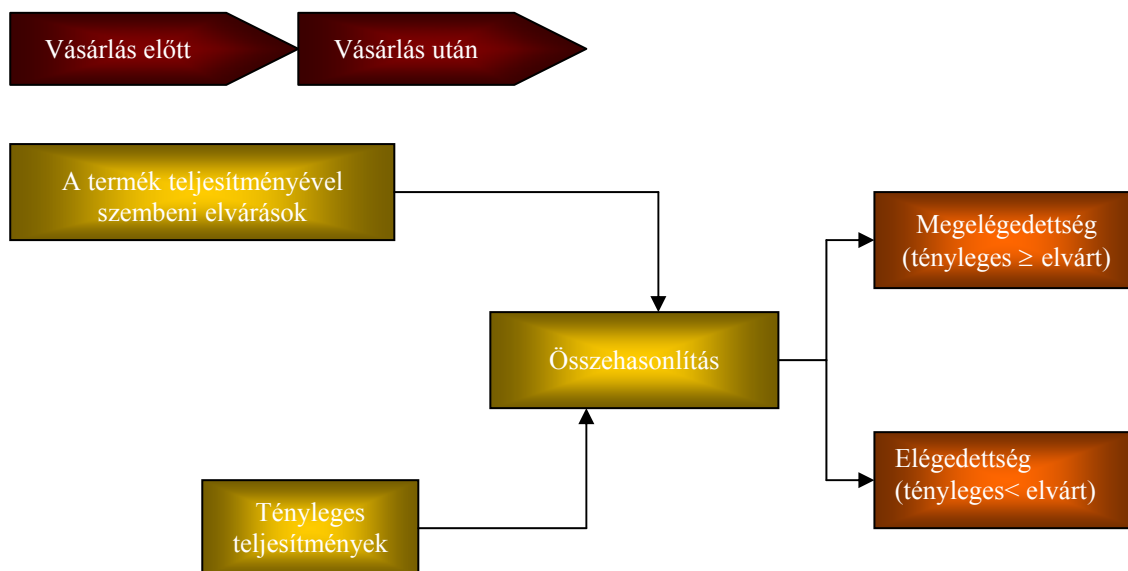 Vásárlás előtt
Vásárlás után
A termék teljesítményével
szembeni elvárások
Megelégedettség
(tényleges ≥ elvárt)
Összehasonlítás
Elégedettség
(tényleges< elvárt)
Tényleges
teljesítmények